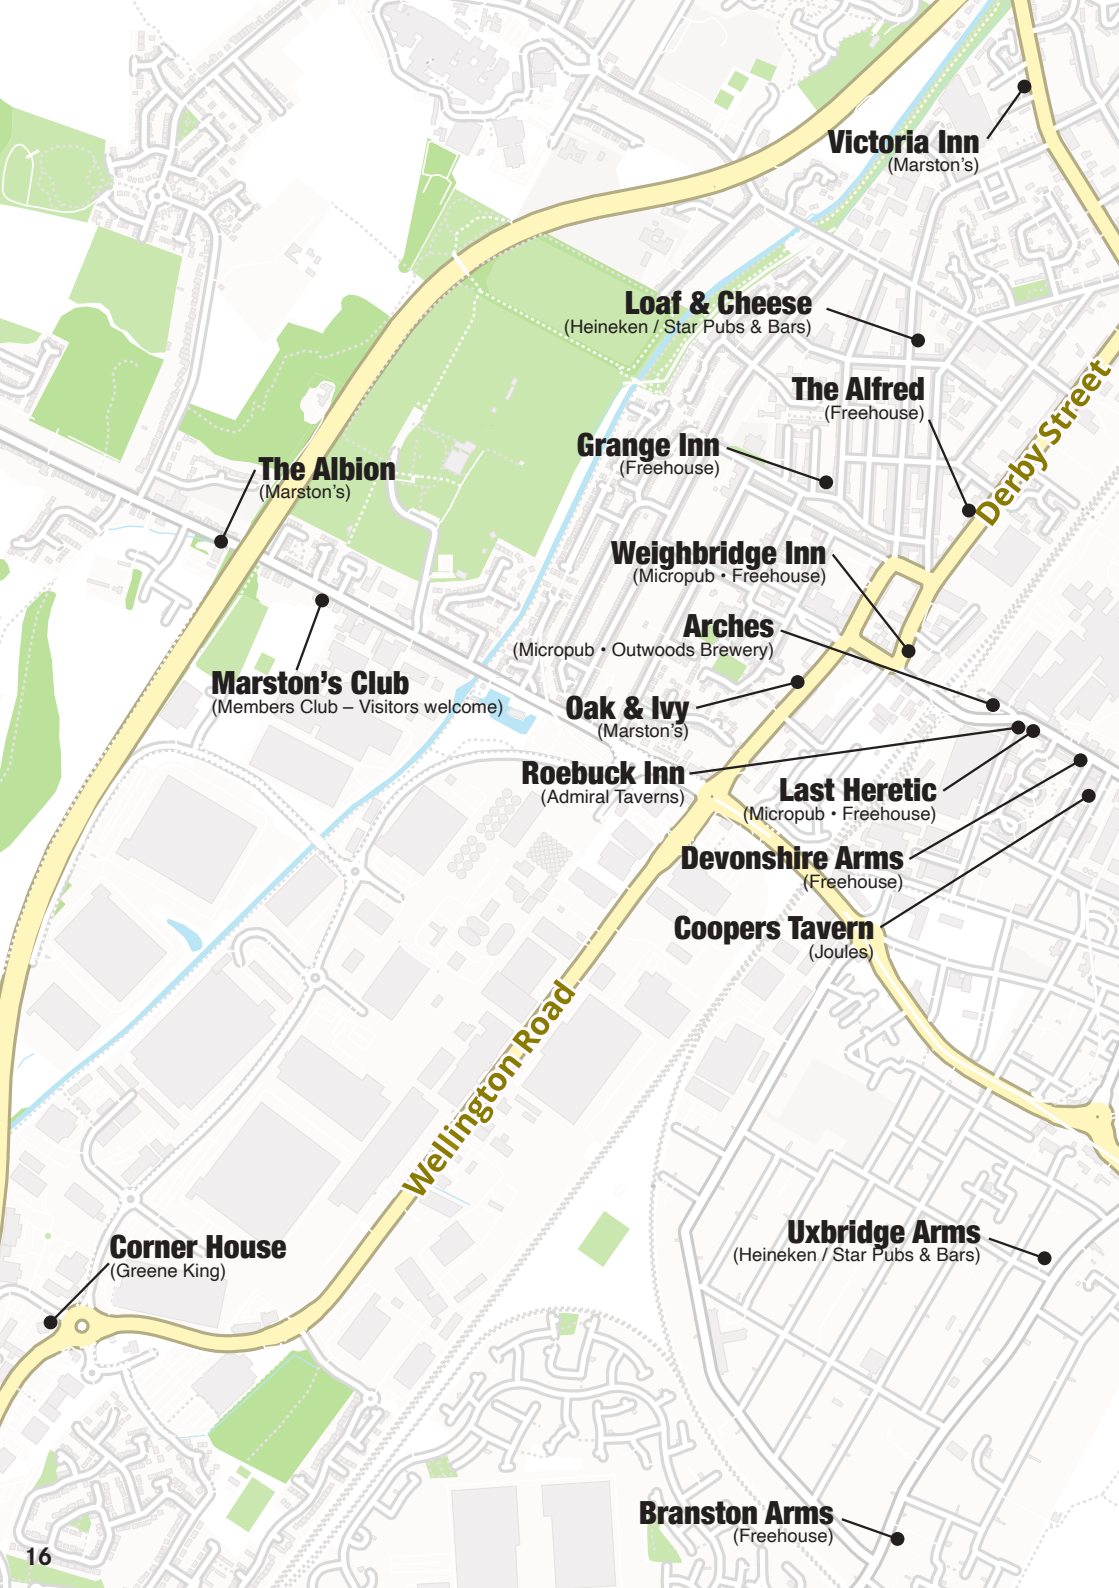 Victoria Inn
(Marston's)
Loaf & Cheese
(Heineken / Star Pubs & Bars)
The Alfred
(Freehouse)
Derby Street
Grange Inn
(Freehouse)
The Albion
(Marston's)
Weighbridge Inn
(Micropub • Freehouse)
Arches
(Micropub • Outwoods Brewery)
Marston's Club
(Members Club – Visitors welcome)
Oak & Ivy
(Marston's)
Roebuck Inn
(Admiral Taverns)
Last Heretic
(Micropub • Freehouse)
Devonshire Arms
(Freehouse)
Coopers Tavern
(Joules)
Wellington Road
Uxbridge Arms
(Heineken / Star Pubs & Bars)
Corner House
(Greene King)
Branston Arms
(Freehouse)
16